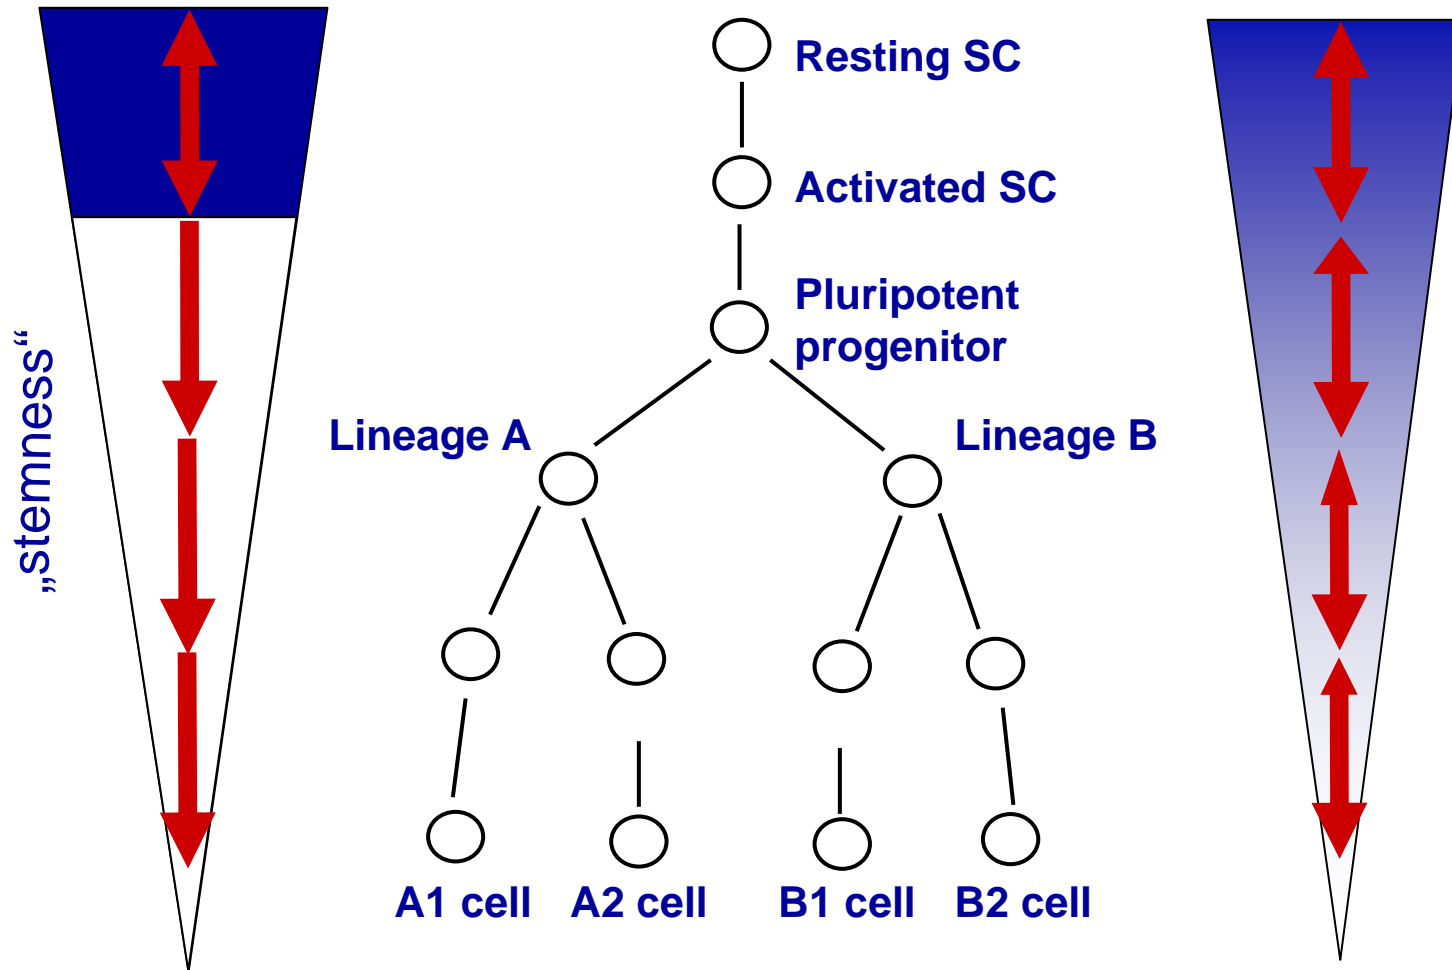 Resting SC
Activated SC
Pluripotent
progenitor
„stemness“
Lineage A
Lineage B
A1 cell
A2 cell
B1 cell
B2 cell